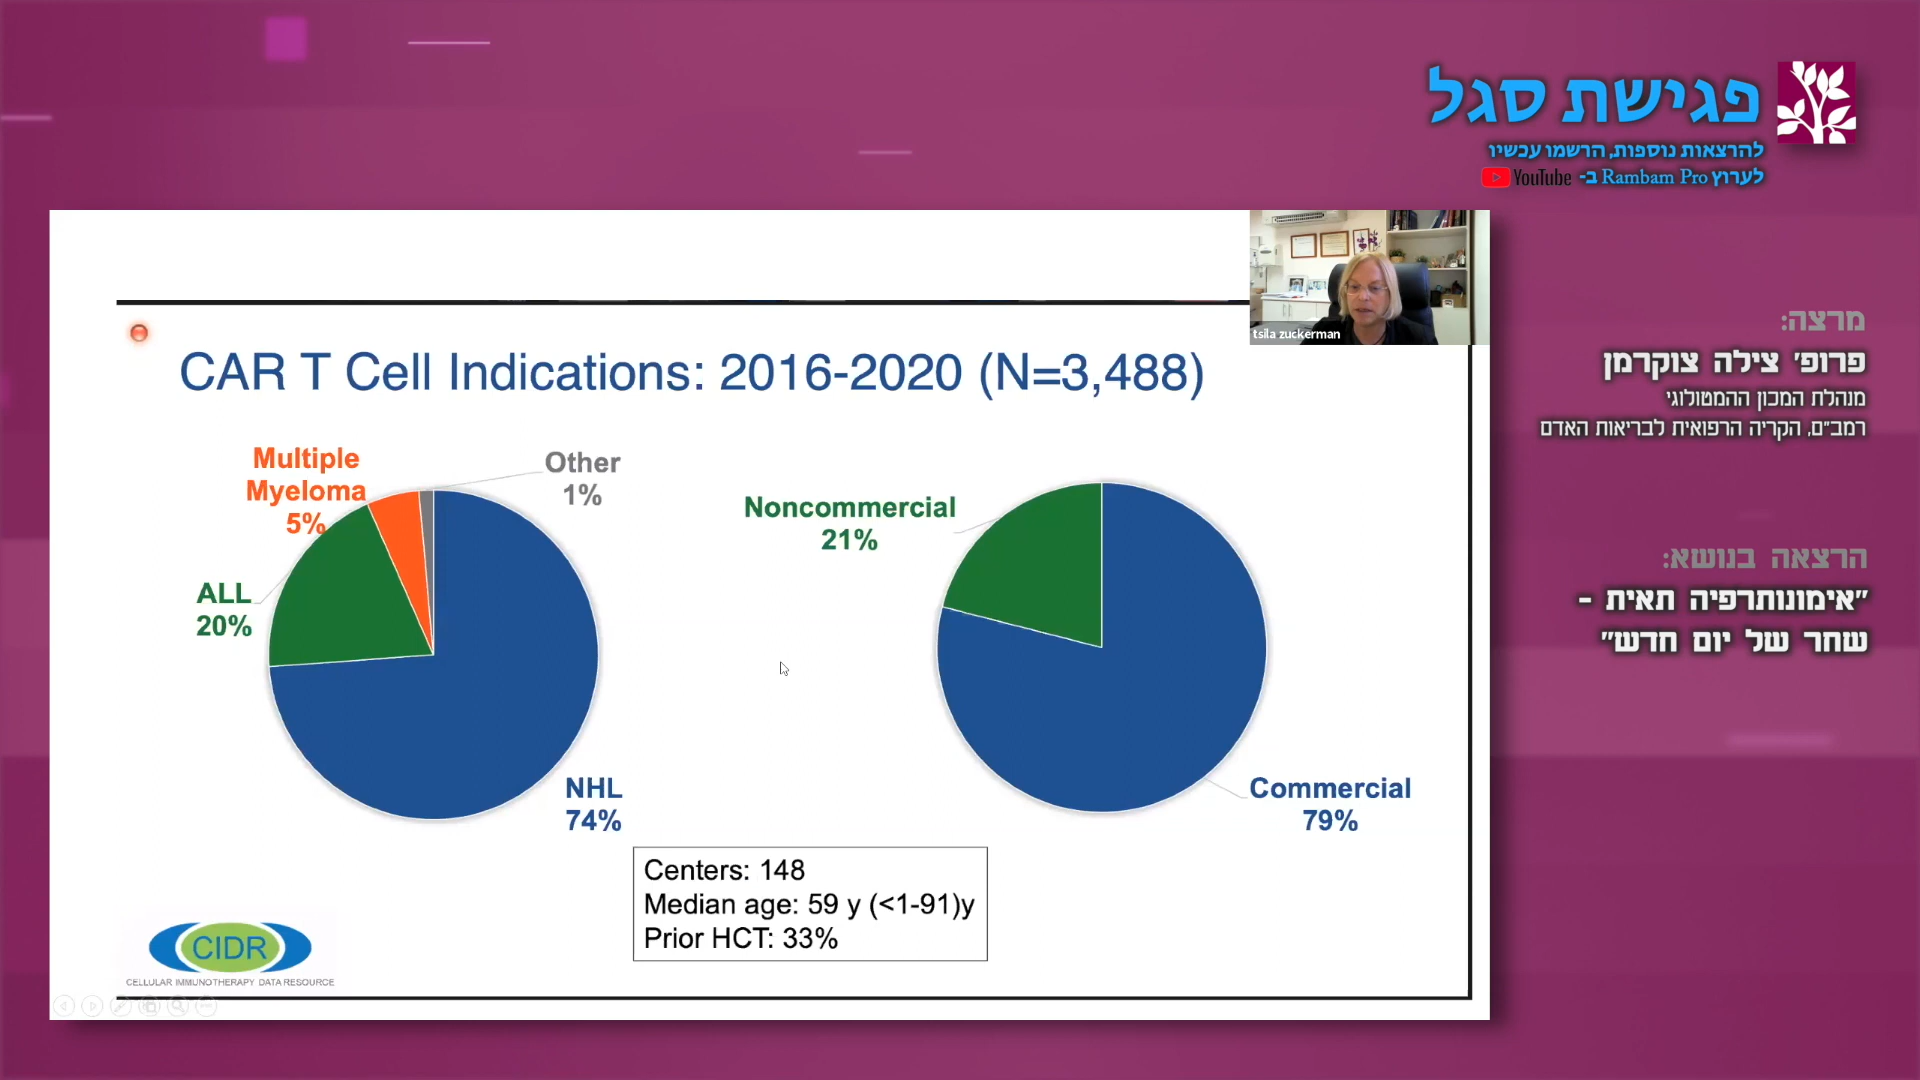 פגישת סגל
להרצאות נוספות, הרשמו עכשיו
לערוץ Rambam Pro ב- YouTube
tsila zuckerman
CAR T Cell Indications: 2016-2020 (N=3,488)
Multiple
Myeloma
5%
Other
1%
ALL
20%
NHL
74%
Noncommercial
21%
Commercial
79%
Centers: 148
Median age: 59 y (<1-91)y
Prior HCT: 33%
CIDR
CELLULAR IMMUNOTHERAPY DATA RESOURCE
מרצה:
פרופ' צילה צוקרמן
מנהלת המכון ההמטולוגי
רמב"ם, הקריה הרפואית לבריאות האדם
הרצאה בנושא:
"אימונותרפיה תאית -
שחר של יום חדש"